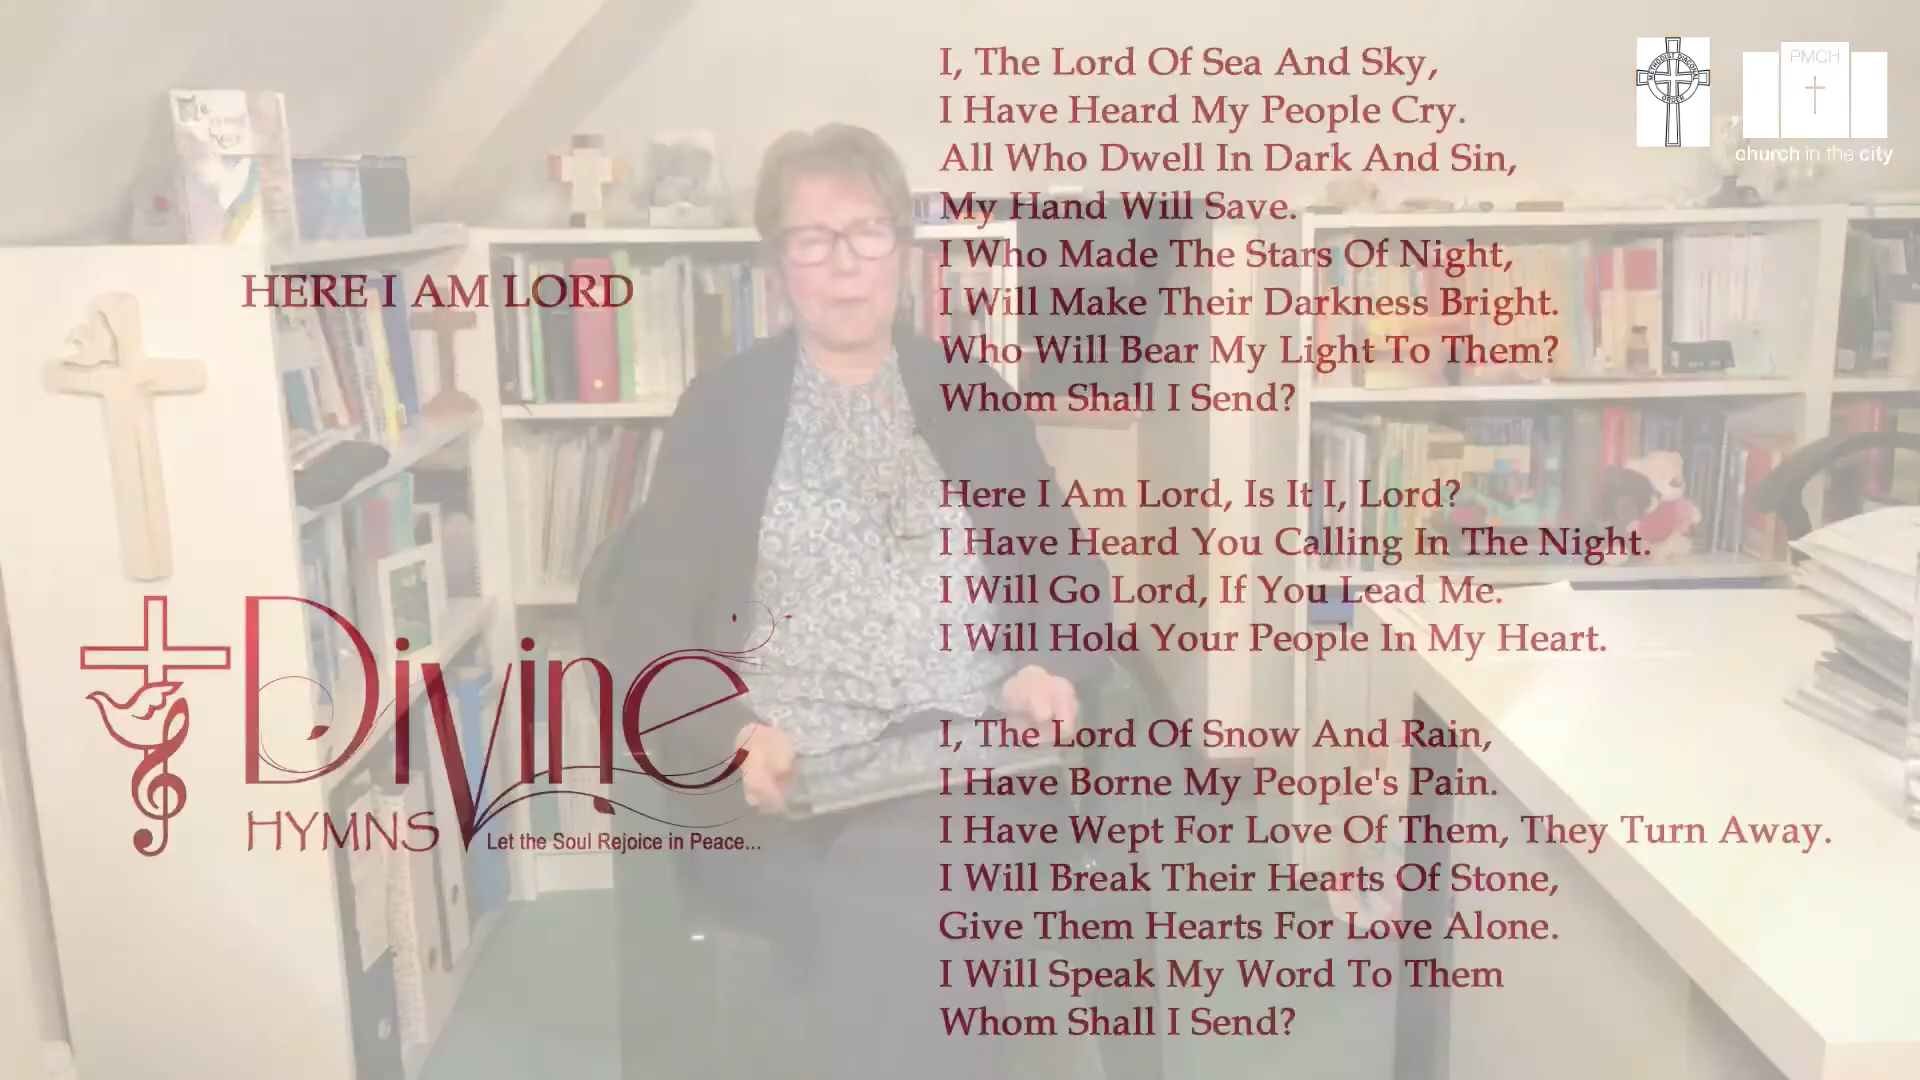 HERE I AM LORD
Divine
HYMNS
Let the Soul Rejoice in Peace...
I, The Lord Of Sea And Sky,
I Have Heard My People Cry.
All Who Dwell In Dark And Sin,
My Hand Will Save.
I Who Made The Stars Of Night,
I Will Make Their Darkness Bright.
Who Will Bear My Light To Them?
Whom Shall I Send?
Here I Am Lord, Is It I, Lord?
I Have Heard You Calling In The Night.
I Will Go Lord, If You Lead Me.
I Will Hold Your People In My Heart.
I, The Lord Of Snow And Rain,
I Have Borne My People's Pain.
I Have Wept For Love Of Them, They Turn Away.
I Will Break Their Hearts Of Stone,
Give Them Hearts For Love Alone.
I Will Speak My Word To Them
Whom Shall I Send?
METHODIST DIACONAL
ORDER
PMCH
church in the city